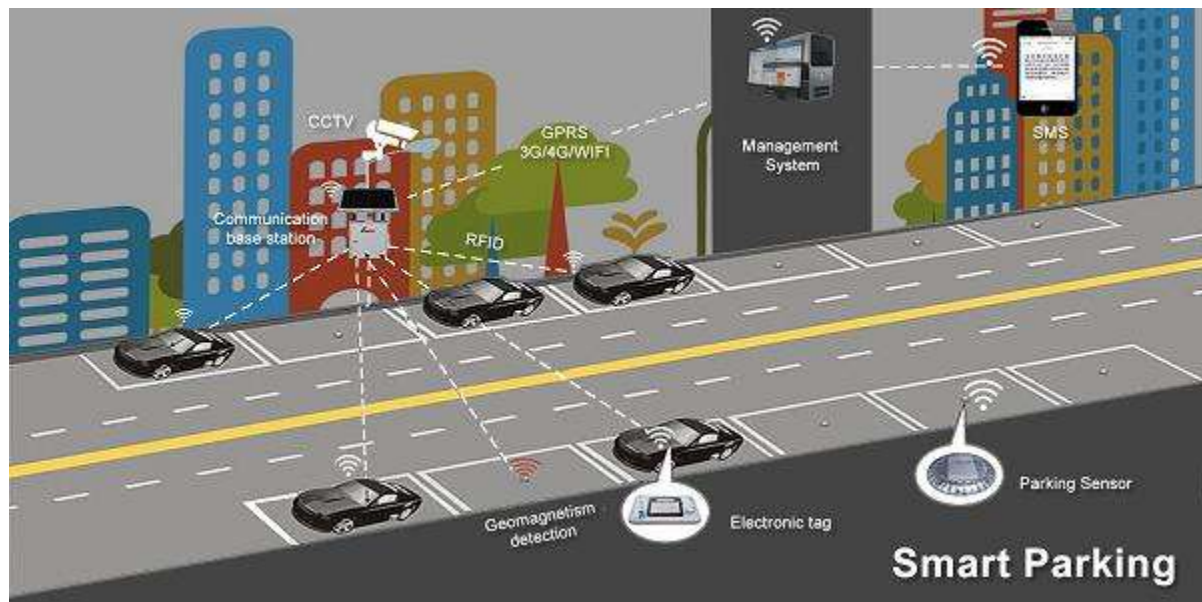 CCTV
GPRS
3G/4G/WIFI
Management
System
SMS
Communication
base station
RFID
Geomagnetism
detection
Electronic tag
Parking Sensor
Smart Parking